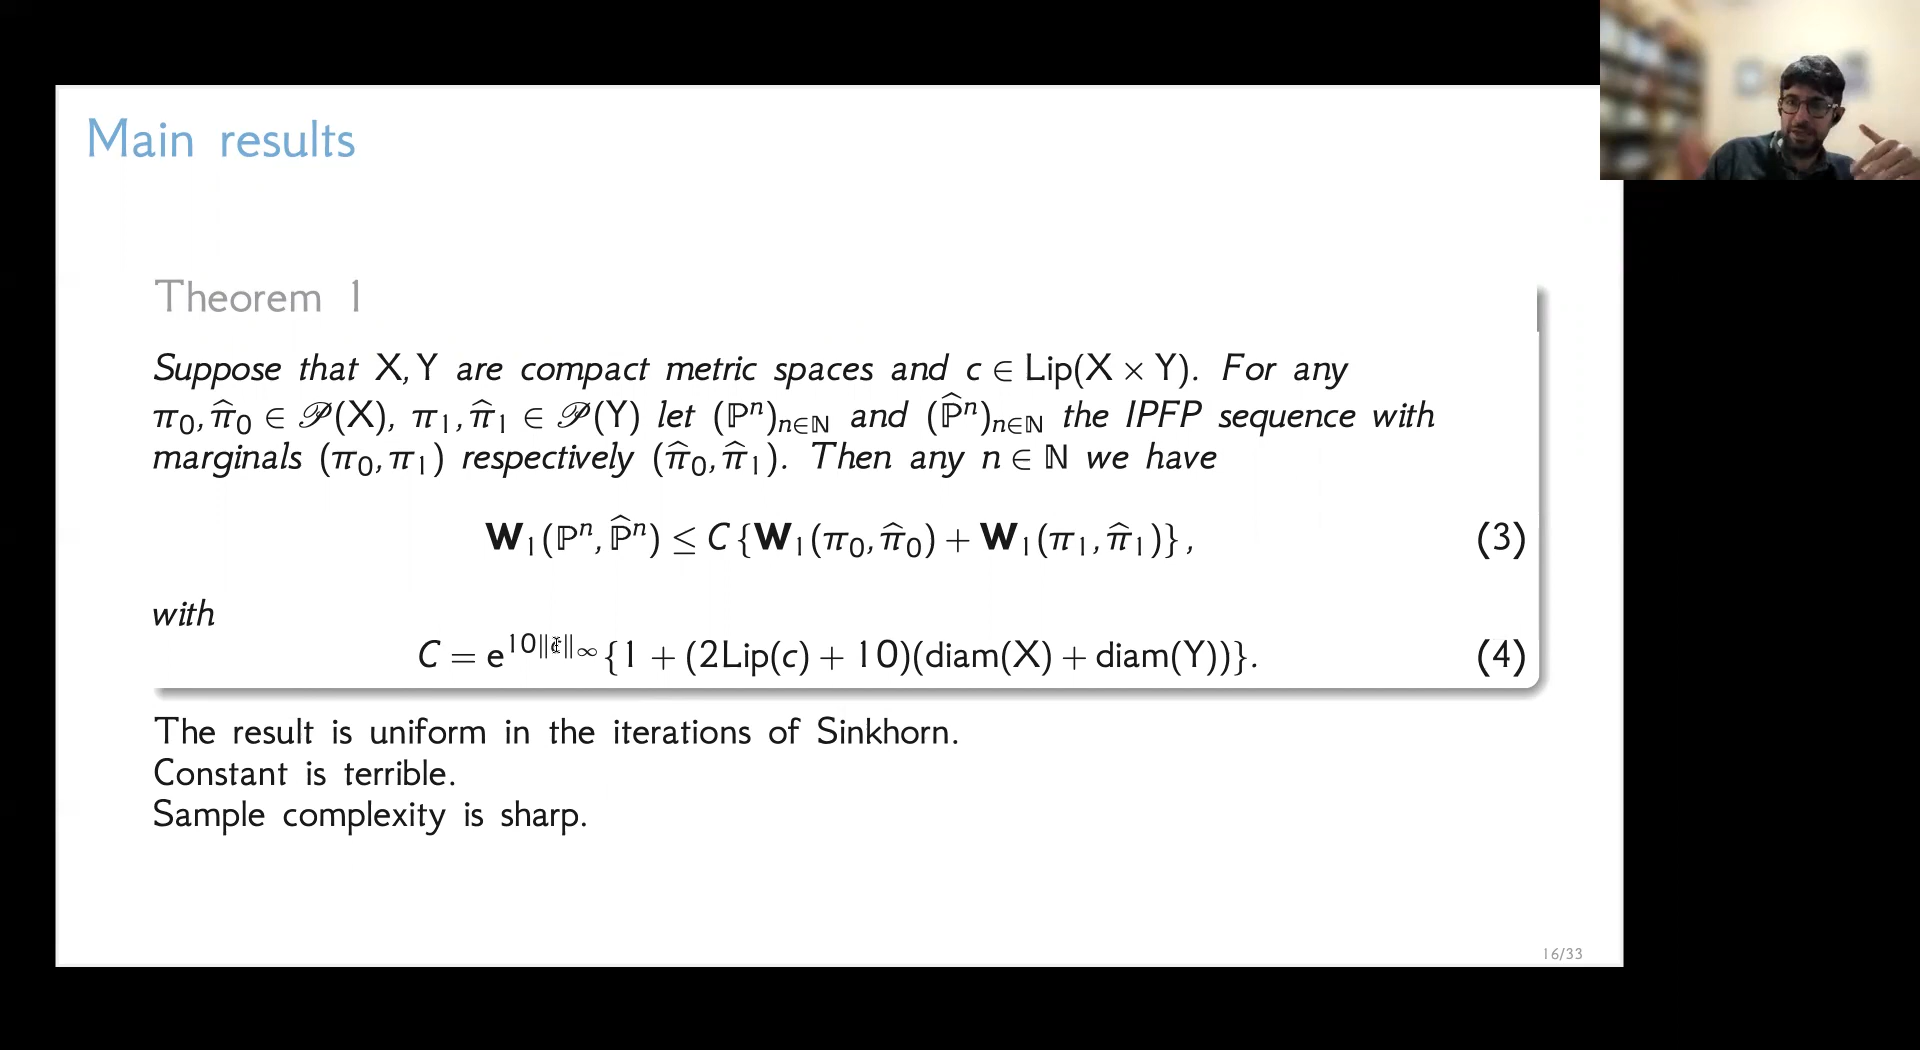 Main results
Theorem 1
Suppose that X, Y are compact metric spaces and c ∈ Lip(X × Y). For any
π₀, π̂₀ ∈ 𝒫(X), π₁, π̂₁ ∈ 𝒫(Y) let (ℙⁿ)ₙ∈ℕ and (ℙ̂ⁿ)ₙ∈ℕ the IPFP sequence with
marginals (π₀, π₁) respectively (π̂₀, π̂₁). Then any n ∈ ℕ we have
W₁(ℙⁿ, ℙ̂ⁿ) ≤ C {W₁(π₀, π̂₀) + W₁(π₁, π̂₁)} , (3)
with
C = e^{10‖c‖∞} {1 + (2Lip(c) + 10)(diam(X) + diam(Y))}. (4)
The result is uniform in the iterations of Sinkhorn.
Constant is terrible.
Sample complexity is sharp.
16/33